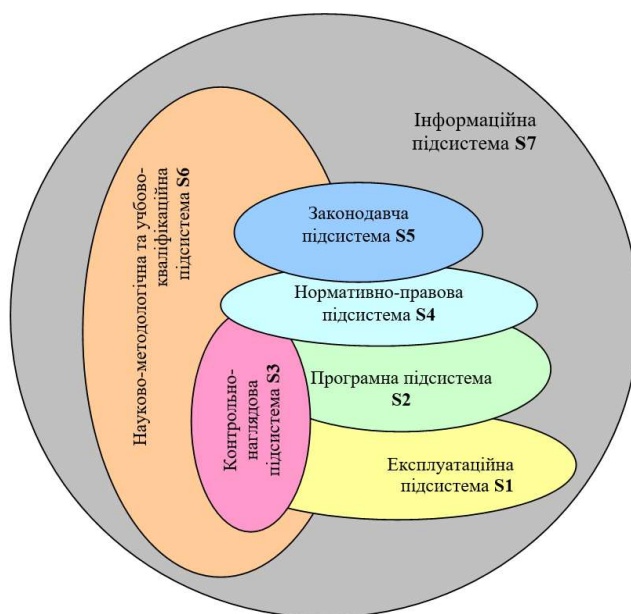 Інформаційна
підсистема S7
Науково-методологічна та учбово-
кваліфікаційна
підсистема S6
Законодавча
підсистема S5
Нормативно-правова
підсистема S4
Контрольно-
наглядова
підсистема S3
Програмна підсистема
S2
Експлуатаційна
підсистема S1